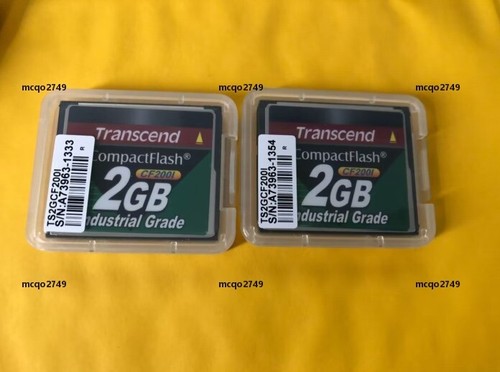 mcqo2749 mcqo2749 mcqo2749
Transcend
CompactFlash®
CF200I
2GB
Industrial Grade
TS2GCF200I
S/N:A73963-1333
R
Transcend
CompactFlash®
CF200I
2GB
Industrial Grade
TS2GCF200I
S/N:A73963-1354
R
mcqo2749 mcqo2749 mcqo2749